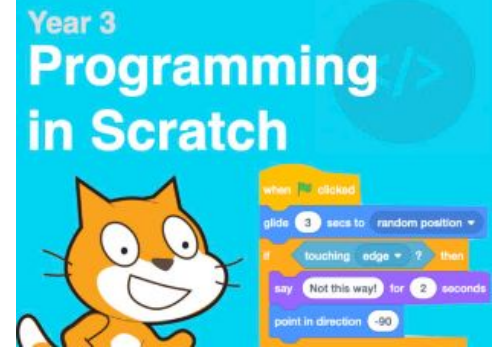 Year 3
Programming
in Scratch
</>
when clicked
glide 3 secs to random position
if touching edge ? then
say Not this way! for 2 seconds
point in direction -90